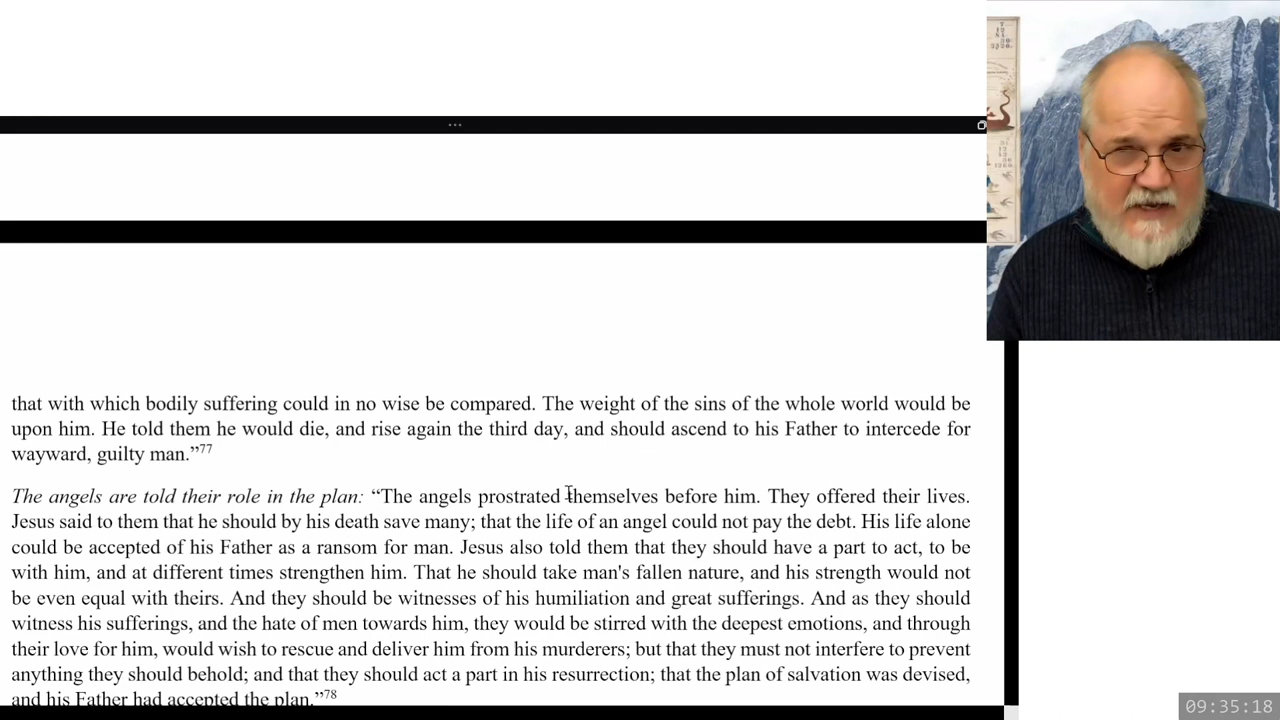 that with which bodily suffering could in no wise be compared. The weight of the sins of the whole world would be
upon him. He told them he would die, and rise again the third day, and should ascend to his Father to intercede for
wayward, guilty man.”77
The angels are told their role in the plan: “The angels prostrated themselves before him. They offered their lives.
Jesus said to them that he should by his death save many; that the life of an angel could not pay the debt. His life alone
could be accepted of his Father as a ransom for man. Jesus also told them that they should have a part to act, to be
with him, and at different times strengthen him. That he should take man's fallen nature, and his strength would not
be even equal with theirs. And they should be witnesses of his humiliation and great sufferings. And as they should
witness his sufferings, and the hate of men towards him, they would be stirred with the deepest emotions, and through
their love for him, would wish to rescue and deliver him from his murderers; but that they must not interfere to prevent
anything they should behold; and that they should act a part in his resurrection; that the plan of salvation was devised,
and his Father had accepted the plan.”78
09:35:18